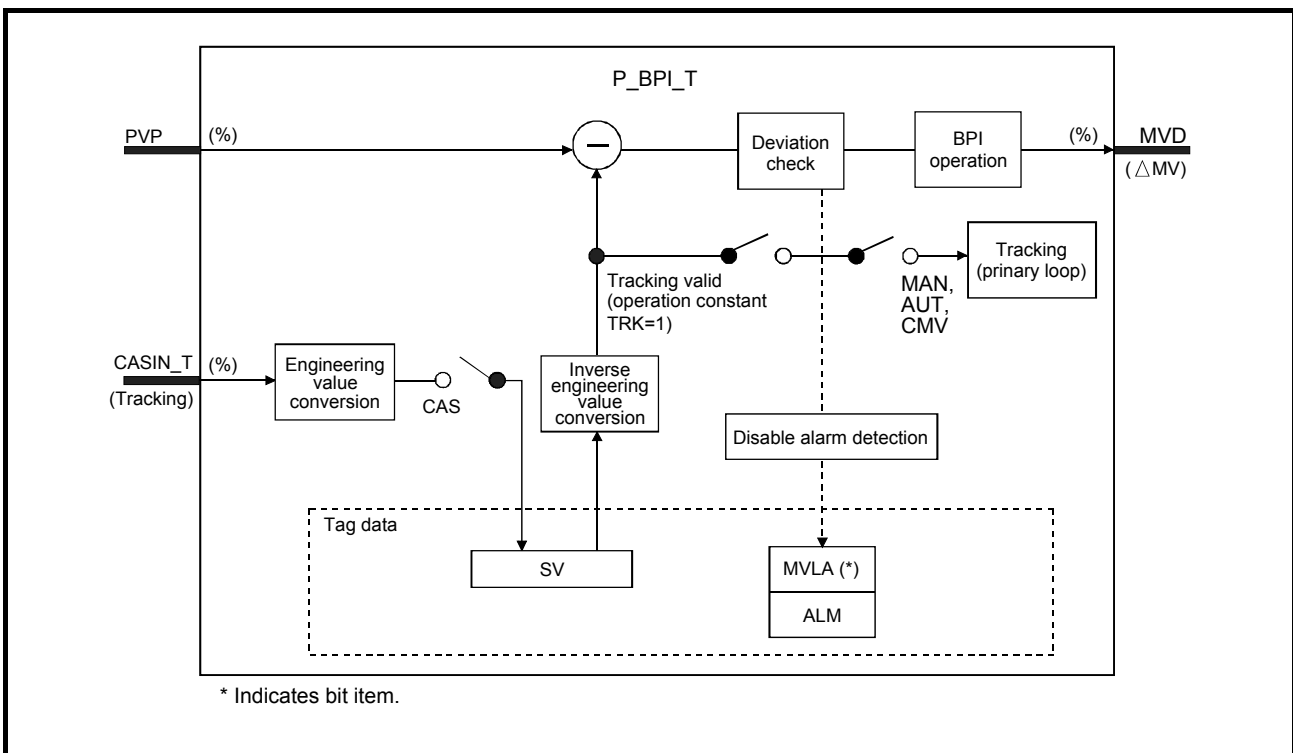 P_BPI_T
PVP
(%)
−
Deviation
check
BPI
operation
(%)
MVD
(△MV)
Tracking
(primary loop)
Tracking valid
(operation constant
TRK=1)
MAN,
AUT,
CMV
CASIN_T
(%)
(Tracking)
Engineering
value
conversion
CAS
Inverse
engineering
value
conversion
Disable alarm detection
Tag data
SV
MVLA (*)
ALM
* Indicates bit item.